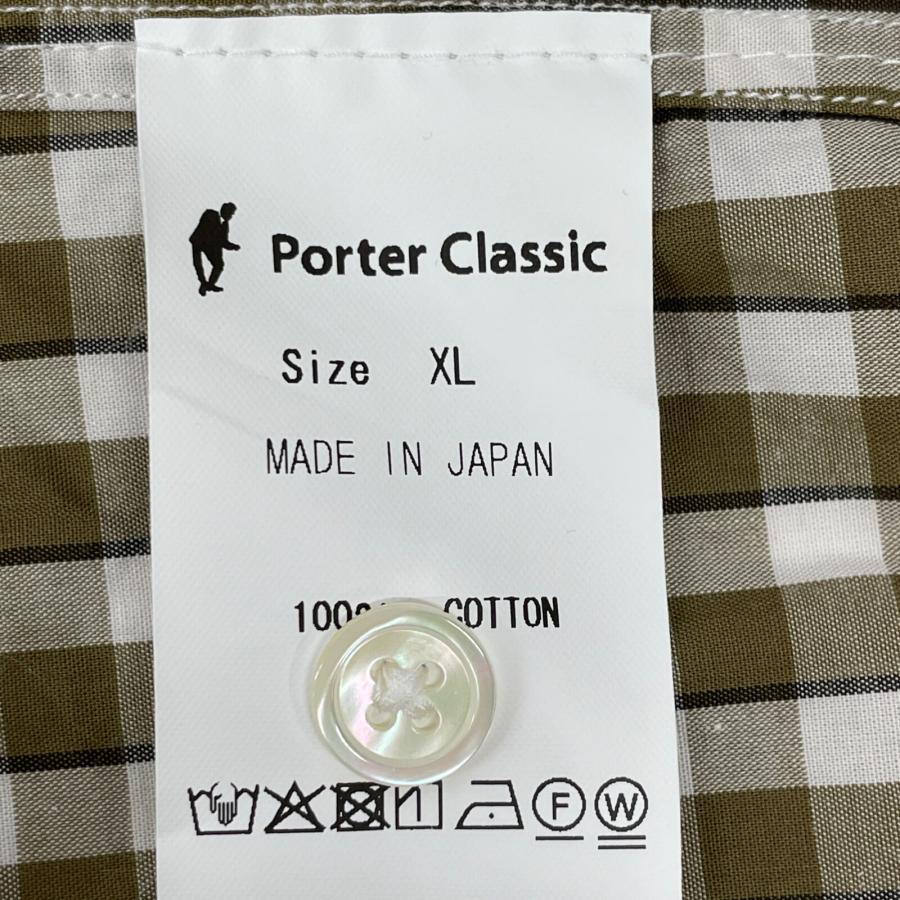 Porter Classic
Size XL
MADE IN JAPAN
COTTON
F W